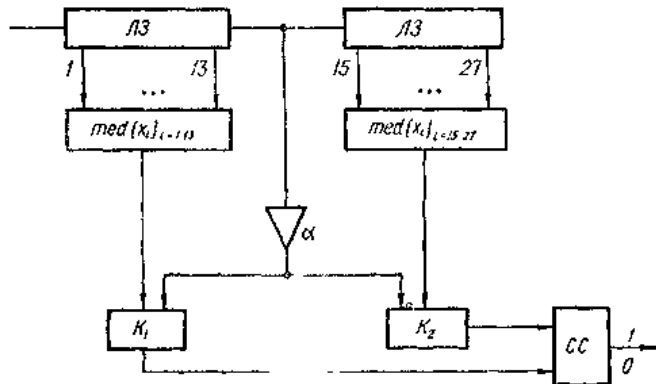 ЛЗ
ЛЗ
1 ... 13
15 ... 27
med{xᵢ}ᵢ₌₁,₁₃
med{xᵢ}ᵢ₌₁₅,₂₇
α
K₁
K₂
CC
1
0